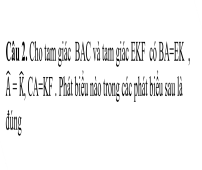 Câu 2. Cho tam giác BAC và tam giác EKF có BA=EK ,
Â = K̂, CA=KF . Phát biểu nào trong các phát biểu sau là
đúng